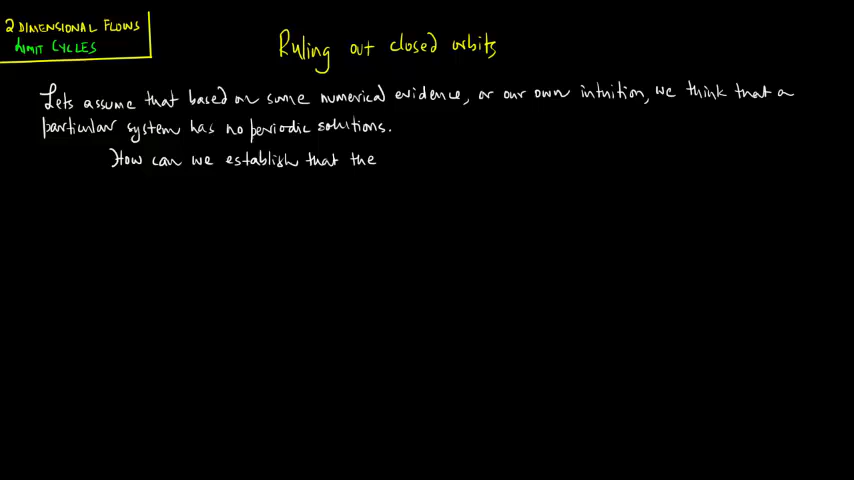 2 DIMENSIONAL FLOWS
LIMIT CYCLES
Ruling out closed orbits
Lets assume that based on some numerical evidence, or our own intuition, we think that a
particular system has no periodic solutions.
How can we establish that the